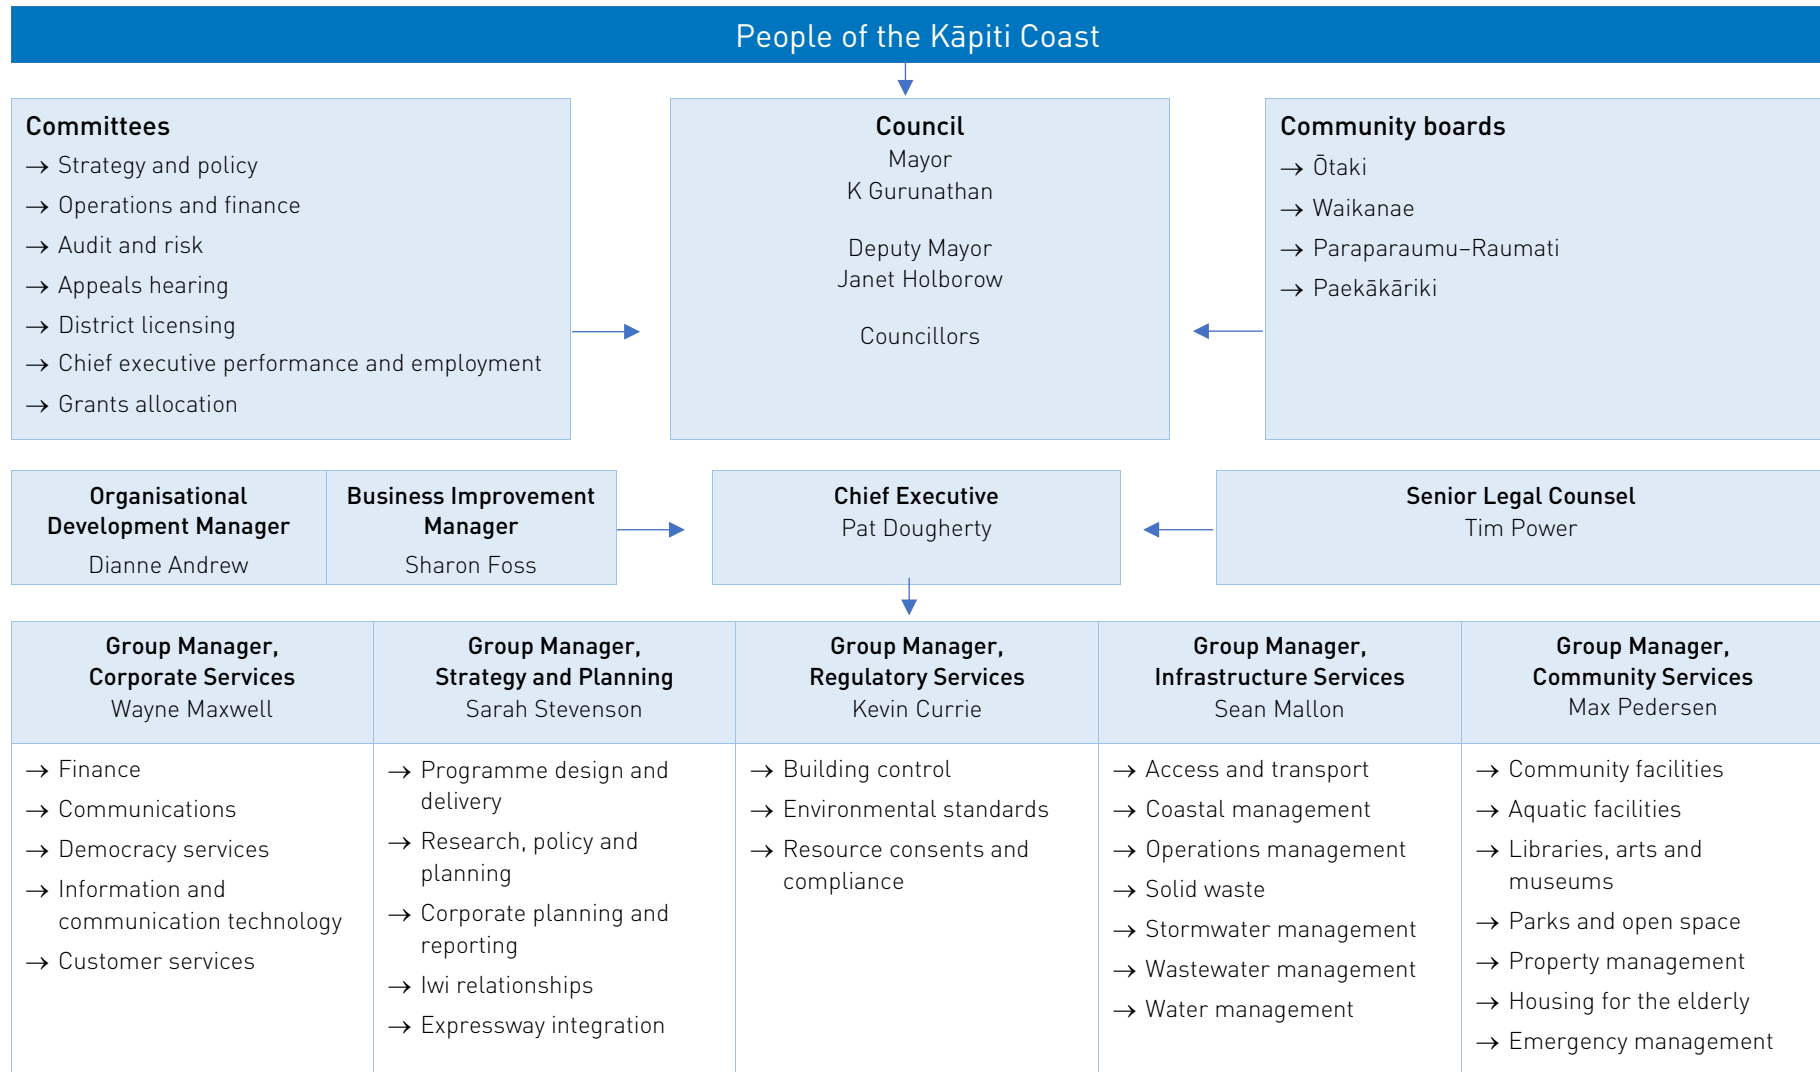 People of the Kāpiti Coast
Committees
→ Strategy and policy
→ Operations and finance
→ Audit and risk
→ Appeals hearing
→ District licensing
→ Chief executive performance and employment
→ Grants allocation
Council
Mayor
K Gurunathan
Deputy Mayor
Janet Holborow
Councillors
Community boards
→ Ōtaki
→ Waikanae
→ Paraparaumu–Raumati
→ Paekākāriki
Organisational
Development Manager
Dianne Andrew
Business Improvement
Manager
Sharon Foss
Chief Executive
Pat Dougherty
Senior Legal Counsel
Tim Power
Group Manager,
Corporate Services
Wayne Maxwell
→ Finance
→ Communications
→ Democracy services
→ Information and
communication technology
→ Customer services
Group Manager,
Strategy and Planning
Sarah Stevenson
→ Programme design and
delivery
→ Research, policy and
planning
→ Corporate planning and
reporting
→ Iwi relationships
→ Expressway integration
Group Manager,
Regulatory Services
Kevin Currie
→ Building control
→ Environmental standards
→ Resource consents and
compliance
Group Manager,
Infrastructure Services
Sean Mallon
→ Access and transport
→ Coastal management
→ Operations management
→ Solid waste
→ Stormwater management
→ Wastewater management
→ Water management
Group Manager,
Community Services
Max Pedersen
→ Community facilities
→ Aquatic facilities
→ Libraries, arts and
museums
→ Parks and open space
→ Property management
→ Housing for the elderly
→ Emergency management